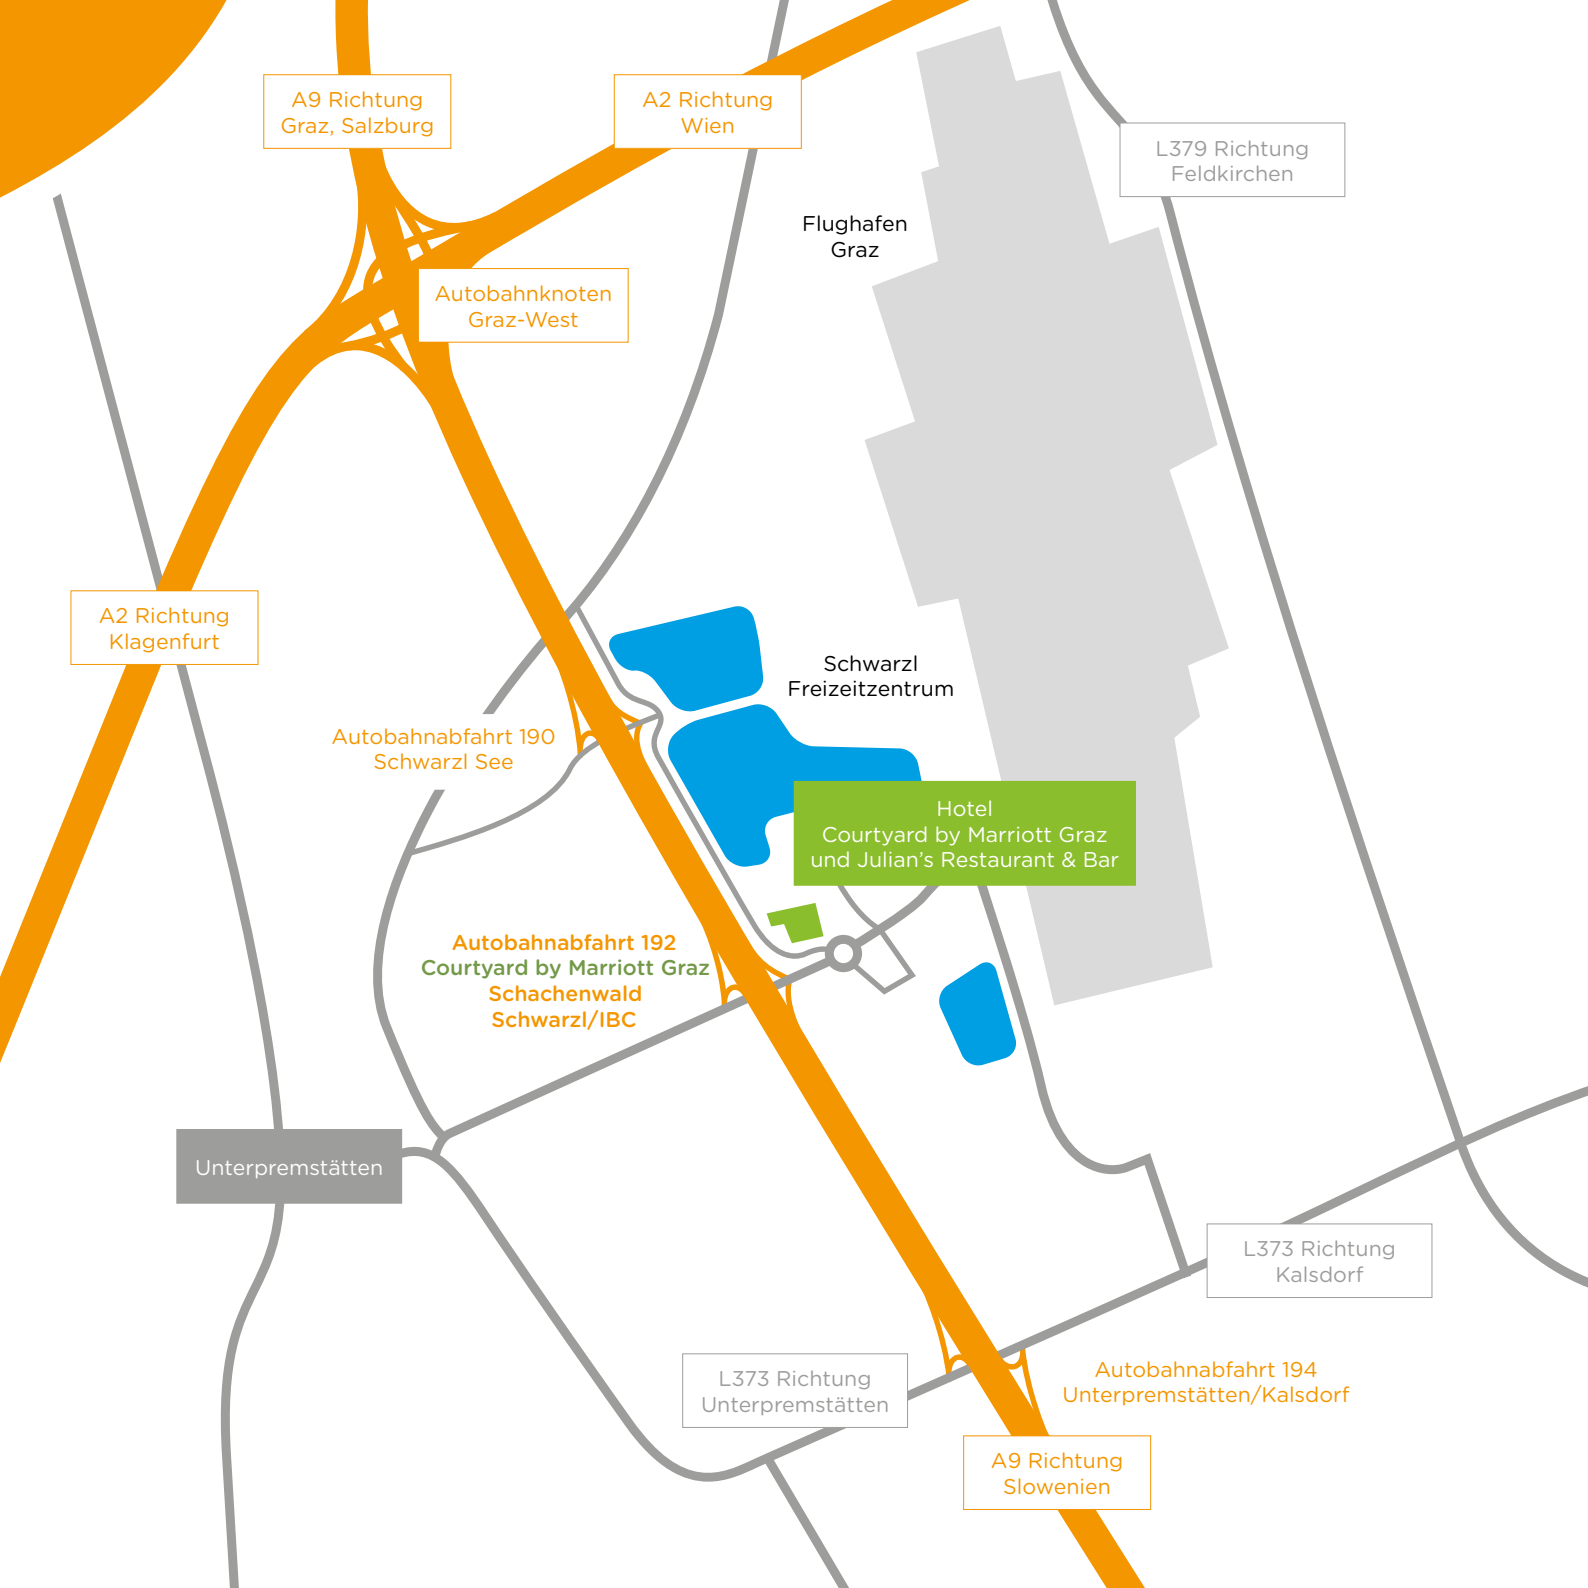 A9 Richtung
Graz, Salzburg
A2 Richtung
Wien
L379 Richtung
Feldkirchen
Flughafen
Graz
Autobahnknoten
Graz-West
A2 Richtung
Klagenfurt
Schwarzl
Freizeitzentrum
Autobahnabfahrt 190
Schwarzl See
Hotel
Courtyard by Marriott Graz
und Julian’s Restaurant & Bar
Autobahnabfahrt 192
Courtyard by Marriott Graz
Schachenwald
Schwarzl/IBC
Unterpremstätten
L373 Richtung
Kalsdorf
L373 Richtung
Unterpremstätten
Autobahnabfahrt 194
Unterpremstätten/Kalsdorf
A9 Richtung
Slowenien